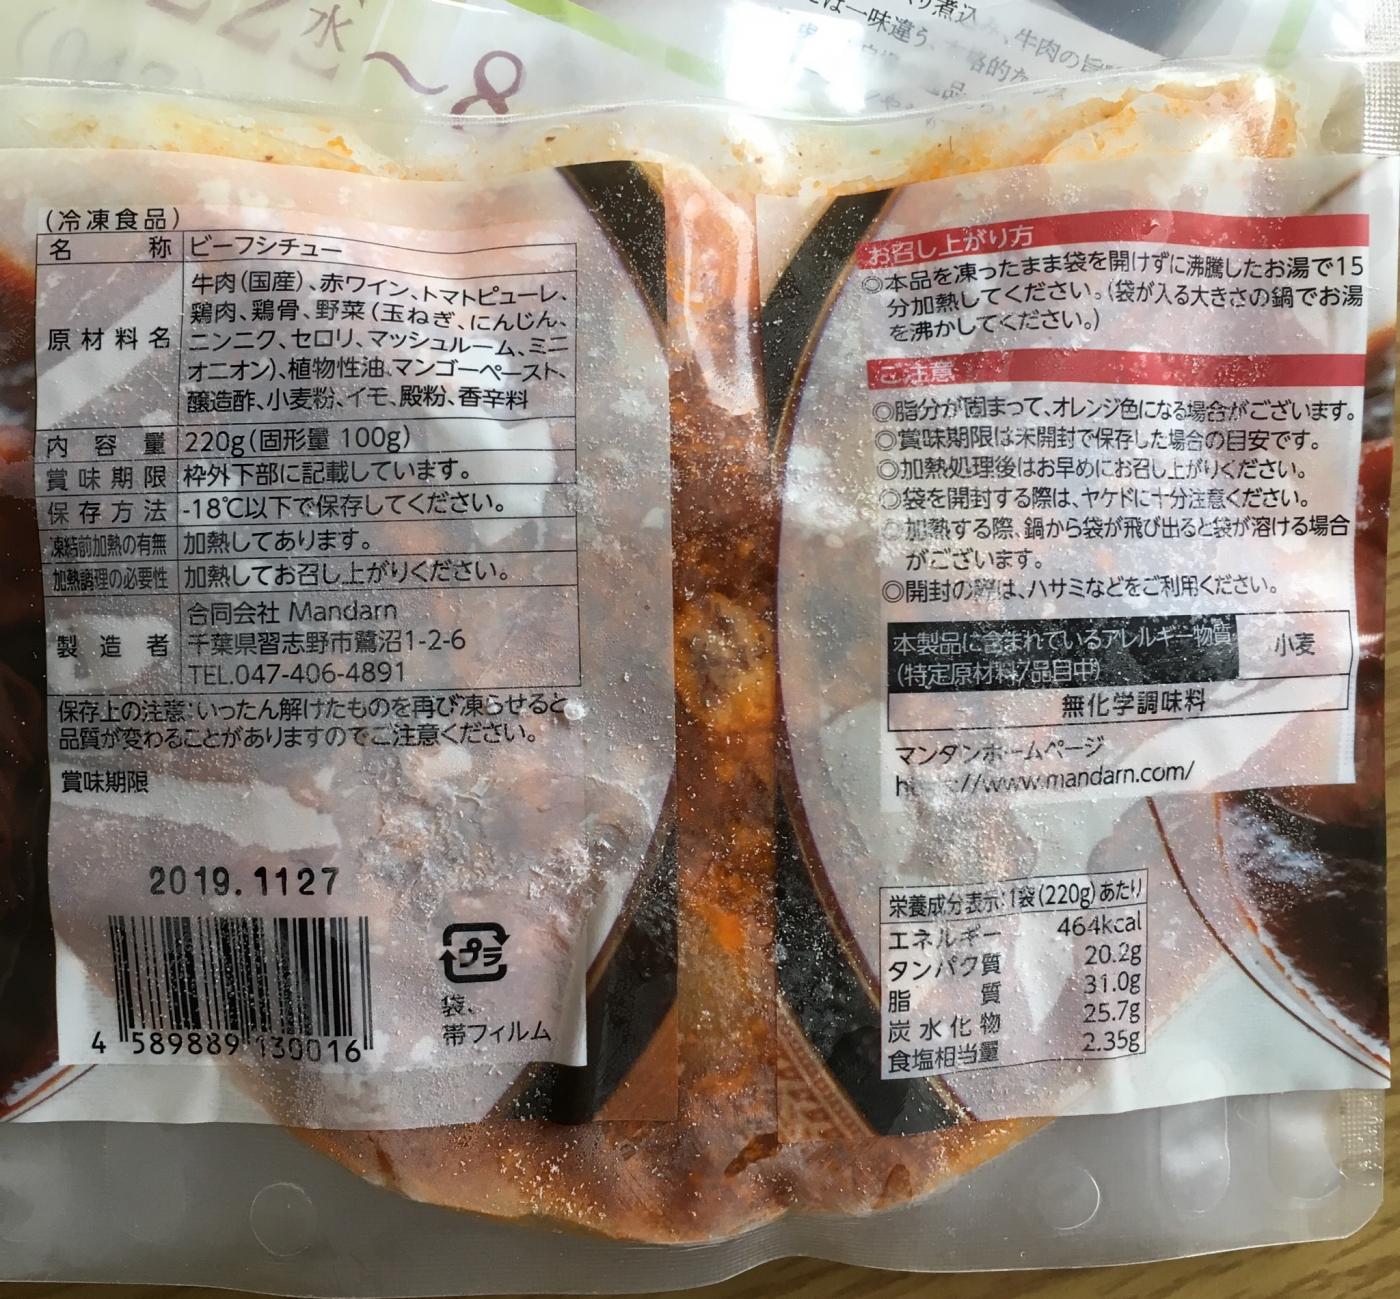 22
水
〜8
り煮込み、牛肉の旨
は一味違う、
格的な
(冷凍食品)
名 称 ビーフシチュー
原材料名 牛肉(国産)、赤ワイン、トマトピューレ、
鶏肉、鶏骨、野菜(玉ねぎ、にんじん、
ニンニク、セロリ、マッシュルーム、ミニ
オニオン)、植物性油、マンゴーペースト、
醸造酢、小麦粉、イモ、殿粉、香辛料
内容量 220g(固形量 100g)
賞味期限 枠外下部に記載しています。
保存方法 -18℃以下で保存してください。
凍結前加熱の有無 加熱してあります。
加熱調理の必要性 加熱してお召し上がりください。
製造者 合同会社 Mandarn
千葉県習志野市鷺沼1-2-6
TEL.047-406-4891
保存上の注意:いったん解けたものを再び凍らせると
品質が変わることがありますのでご注意ください。
賞味期限
2019.1127
4 589889 130016
プラ
袋、
帯フィルム
お召し上がり方
◎本品を凍ったまま袋を開けずに沸騰したお湯で15
分加熱してください。(袋が入る大きさの鍋でお湯
を沸かしてください。)
ご注意
◎脂分が固まって、オレンジ色になる場合がございます。
◎賞味期限は未開封で保存した場合の目安です。
◎加熱処理後はお早めにお召し上がりください。
◎袋を開封する際は、ヤケドに十分注意ください。
◎加熱する際、鍋から袋が飛び出ると袋が溶ける場合
がございます。
◎開封の際は、ハサミなどをご利用ください。
本製品に含まれているアレルギー物質 小麦
(特定原材料7品目中)
無化学調味料
マンダンホームページ
https://www.mandarn.com/
栄養成分表示:1袋(220g)あたり
エネルギー 464kcal
タンパク質 20.2g
脂質 31.0g
炭水化物 25.7g
食塩相当量 2.35g